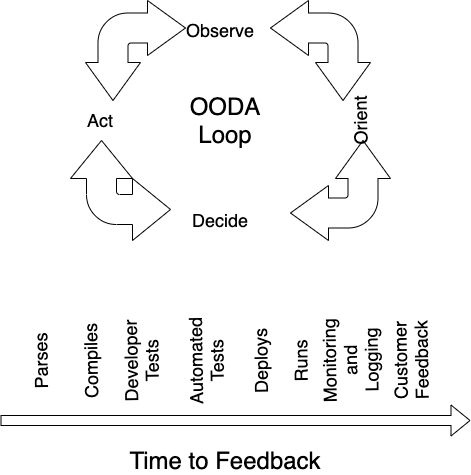 Observe
OODA
Loop
Act
Orient
Decide
Parses
Compiles
Developer
Tests
Automated
Tests
Deploys
Runs
Monitoring
and
Logging
Customer
Feedback
Time to Feedback